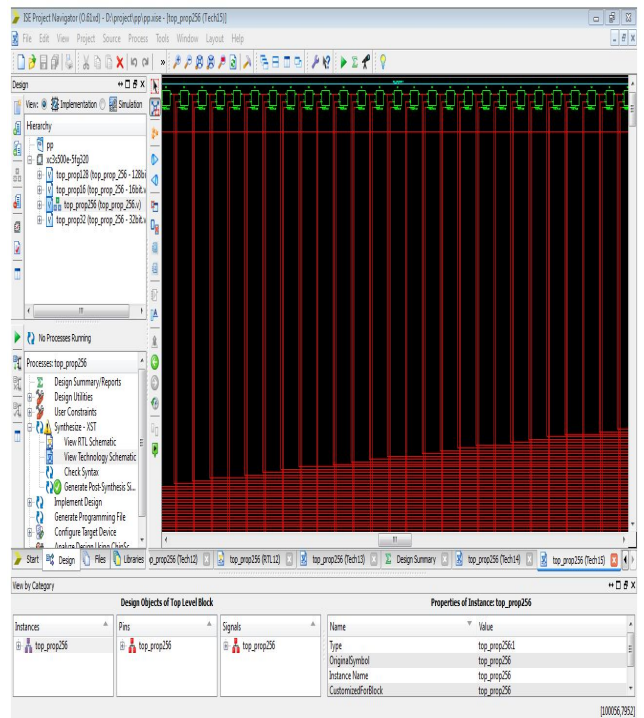 ISE Project Navigator (O.61xd) - D:\project\pp\pp.xise - [top_prop256 (Tech15)]
File Edit View Project Source Process Tools Window Layout Help
Design
View: Implementation Simulation
Hierarchy
pp
xc3s500e-5fg320
top_prop128 (top_prop_256 - 128bi
top_prop16 (top_prop_256 - 16bit.v
top_prop256 (top_prop_256.v)
top_prop32 (top_prop_256 - 32bit.v
No Processes Running
Processes: top_prop256
Design Summary/Reports
Design Utilities
User Constraints
Synthesize - XST
View RTL Schematic
View Technology Schematic
Check Syntax
Generate Post-Synthesis Si...
Implement Design
Generate Programming File
Configure Target Device
Analyze Design Using ChipSc
Start Design Files Libraries
o_prop256 (Tech12) top_prop256 (RTL12) top_prop256 (Tech13) Design Summary top_prop256 (Tech14) top_prop256 (Tech15)
View by Category
Design Objects of Top Level Block Properties of Instance: top_prop256
Instances Pins Signals Name Value
top_prop256 top_prop256 top_prop256 Type top_prop256:1
OriginalSymbol top_prop256
Instance Name top_prop256
CustomizedForBlock top_prop256
[100056,7952]